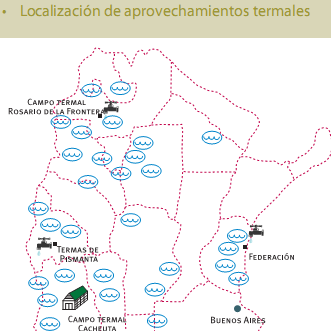 • Localización de aprovechamientos termales
Campo termal
Rosario de la Frontera
Termas de
Pismanta
Federación
Campo termal
Cacheuta
Buenos Aires